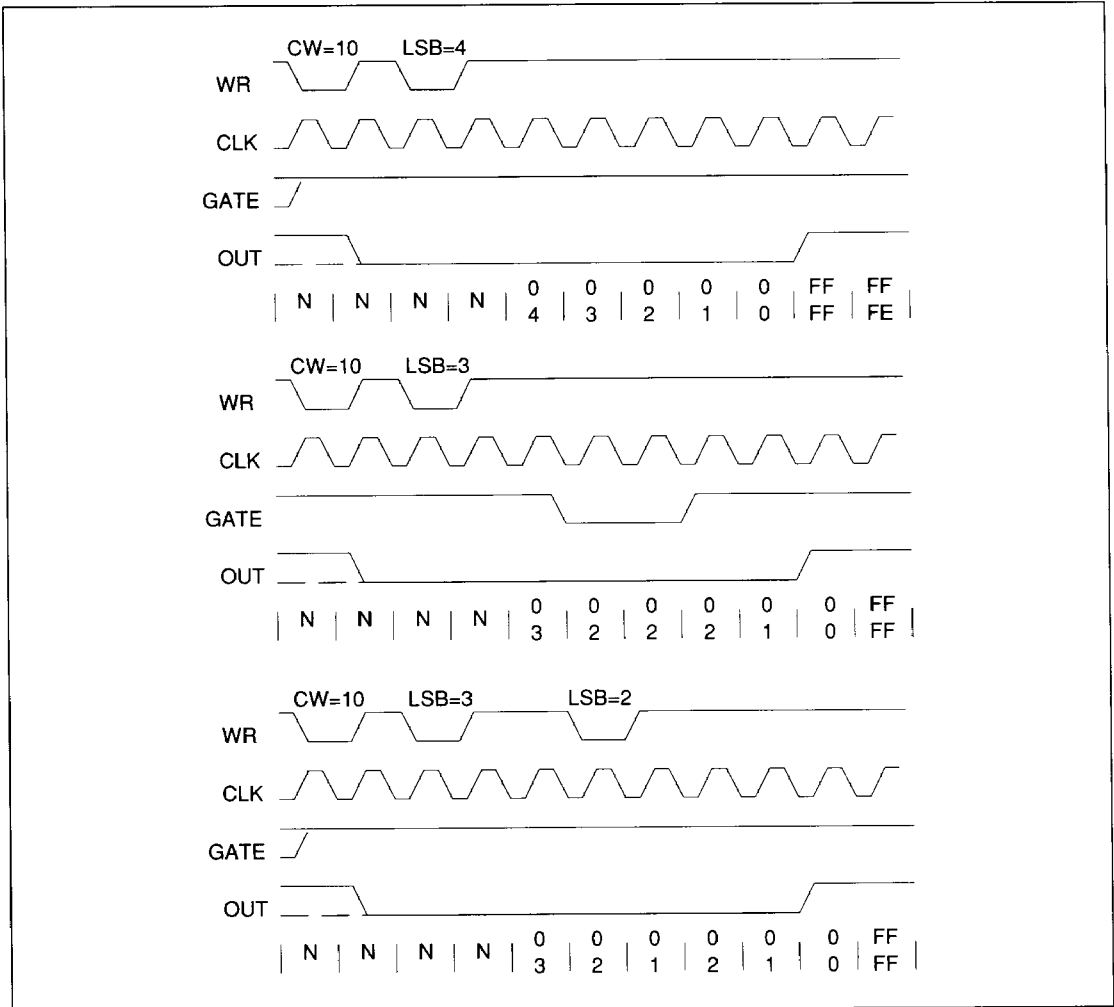 CW=10 LSB=4
WR
CLK
GATE
OUT
| N | N | N | N | 0 | 0 | 0 | 0 | 0 | FF | FF |
4 3 2 1 0 FF FE
CW=10 LSB=3
WR
CLK
GATE
OUT
| N | N | N | N | 0 | 0 | 0 | 0 | 0 | 0 | FF |
3 2 2 2 1 0 FF
CW=10 LSB=3 LSB=2
WR
CLK
GATE
OUT
| N | N | N | N | 0 | 0 | 0 | 0 | 0 | 0 | FF |
3 2 1 2 1 0 FF